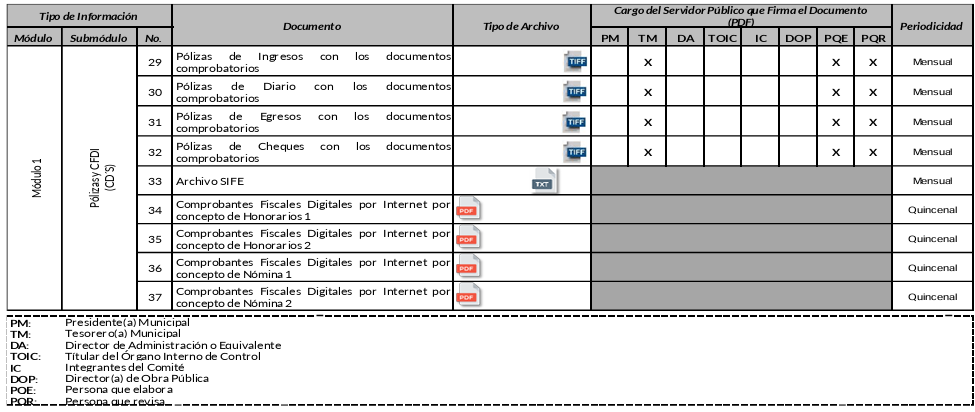 Tipo de Información Documento Tipo de Archivo Cargo del Servidor Público que Firma el Documento Periodicidad
(PDF)
Módulo Submódulo No. PM TM DA TOIC IC DOP PQE PQR
Módulo 1
Pólizas y CFDI
(CD'S)
29 Pólizas de Ingresos con los documentos TIFF X X X Mensual
comprobatorios
30 Pólizas de Diario con los documentos TIFF X X X Mensual
comprobatorios
31 Pólizas de Egresos con los documentos TIFF X X X Mensual
comprobatorios
32 Pólizas de Cheques con los documentos TIFF X X X Mensual
comprobatorios
33 Archivo SIFE TXT Mensual
34 Comprobantes Fiscales Digitales por Internet por PDF Quincenal
concepto de Honorarios 1
35 Comprobantes Fiscales Digitales por Internet por PDF Quincenal
concepto de Honorarios 2
36 Comprobantes Fiscales Digitales por Internet por PDF Quincenal
concepto de Nómina 1
37 Comprobantes Fiscales Digitales por Internet por PDF Quincenal
concepto de Nómina 2
PM: Presidente(a) Municipal
TM: Tesorero(a) Municipal
DA: Director de Administración o Equivalente
TOIC: Títular del Órgano Interno de Control
IC Integrantes del Comité
DOP: Director(a) de Obra Pública
PQE: Persona que elabora
PQR: Persona que revisa